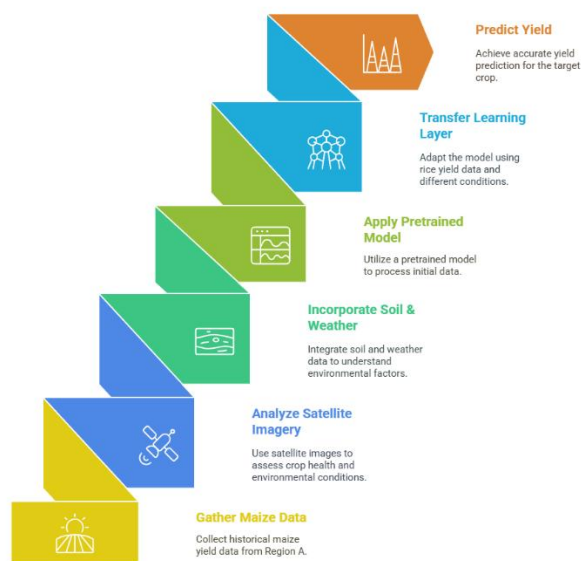 Predict Yield
Achieve accurate yield
prediction for the target
crop.
Transfer Learning
Layer
Adapt the model using
rice yield data and
different conditions.
Apply Pretrained
Model
Utilize a pretrained model
to process initial data.
Incorporate Soil &
Weather
Integrate soil and weather
data to understand
environmental factors.
Analyze Satellite
Imagery
Use satellite images to
assess crop health and
environmental conditions.
Gather Maize Data
Collect historical maize
yield data from Region A.